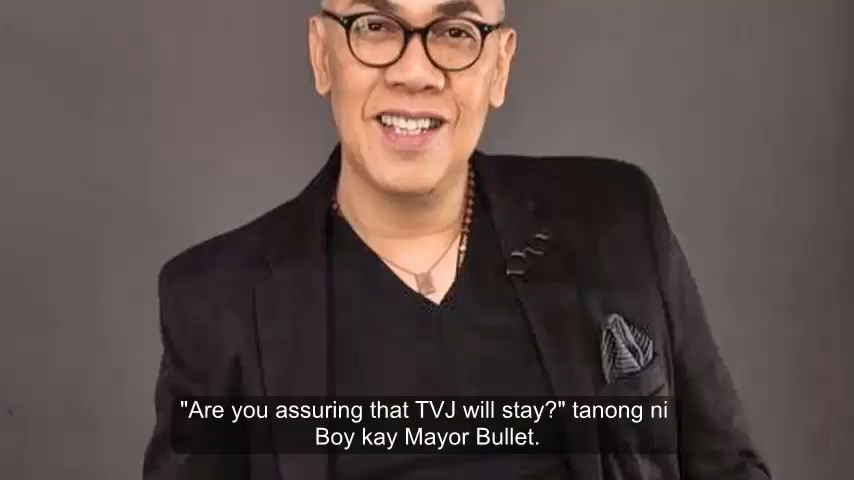 "Are you assuring that TVJ will stay?" tanong ni
Boy kay Mayor Bullet.